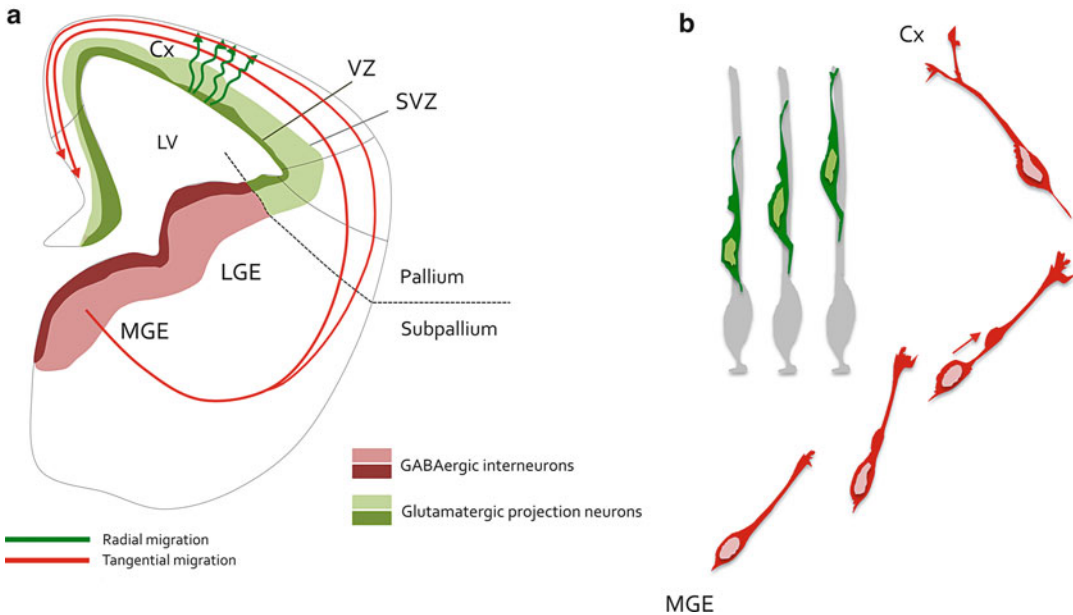 a
Cx
VZ
SVZ
LV
LGE
Pallium
MGE
Subpallium
GABAergic interneurons
Glutamatergic projection neurons
Radial migration
Tangential migration
b
Cx
MGE